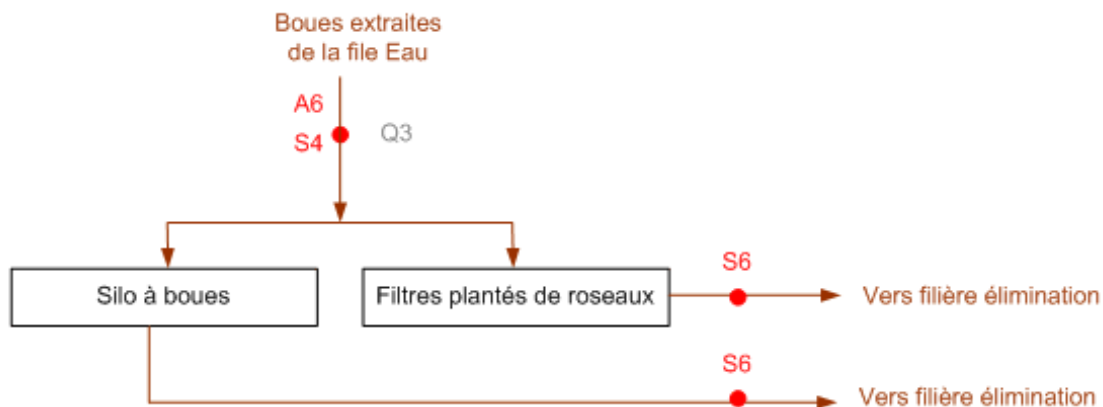 Boues extraites
de la file Eau
A6
S4
Q3
Silo à boues
Filtres plantés de roseaux
S6
Vers filière élimination
S6
Vers filière élimination